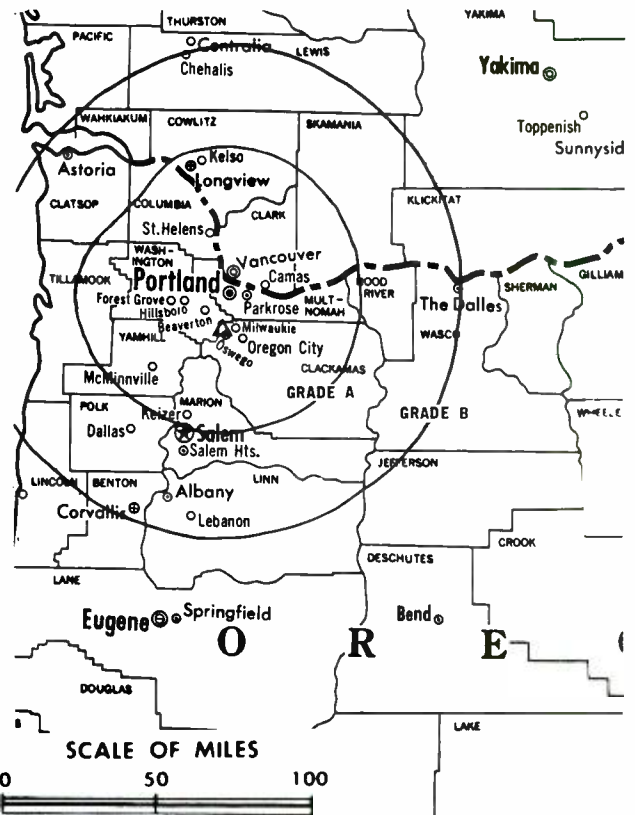 THURSTON
YAKIMA
PACIFIC
Centralia
LEWIS
Chehalis
Yakima
WAHKIAKUM
COWLITZ
SKAMANIA
Toppenish
Sunnysid
Kelso
Astoria
Longview
CLATSOP
COLUMBIA
KLICKITAT
CLARK
St. Helens
WASH-
INGTON
Vancouver
TILLAMOOK
Portland
Camas
HOOD
RIVER
SHERMAN
GILLIAM
Forest Grove
Parkrose
MULT-
NOMAH
The Dalles
Hillsboro
Beaverton
Milwaukie
YAMHILL
Oswego
Oregon City
WASCO
McMinnville
CLACKAMAS
GRADE A
POLK
MARION
Keizer
GRADE B
WHEELE
Dallas
Salem
Salem Hts.
JEFFERSON
LINCOLN
BENTON
LINN
Albany
Corvallis
Lebanon
CROOK
DESCHUTES
LANE
Eugene
Springfield
Bend
O R E
DOUGLAS
LAKE
SCALE OF MILES
0 50 100